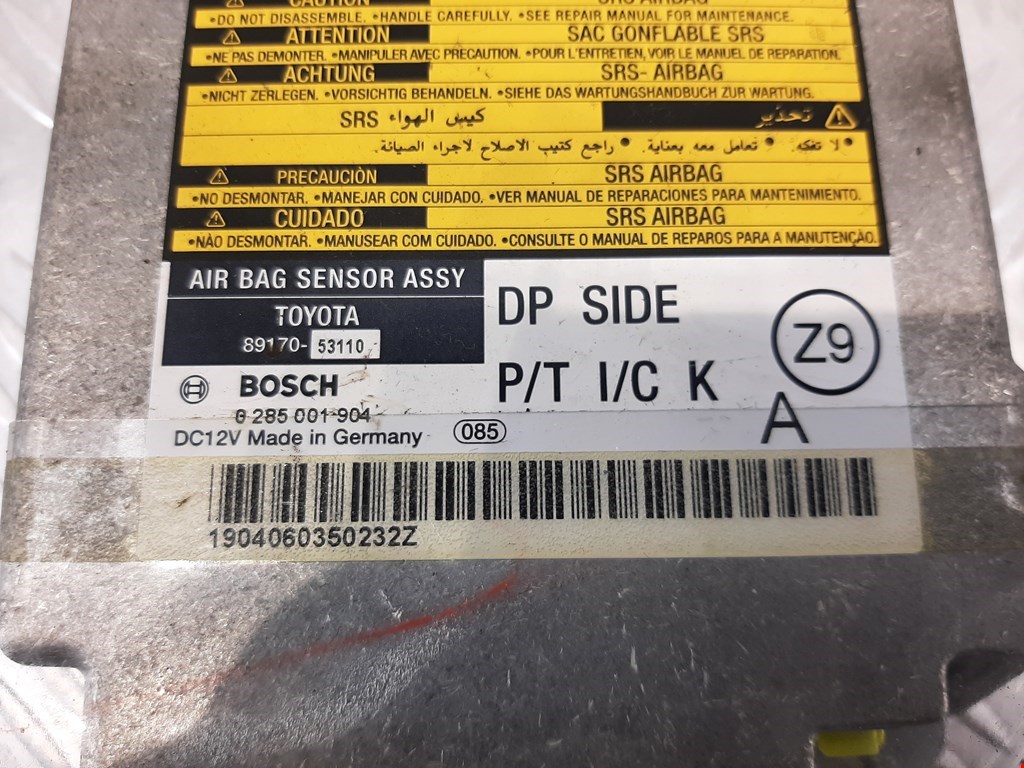 CAUTION SRS AIRBAG
•DO NOT DISASSEMBLE. •HANDLE CAREFULLY. •SEE REPAIR MANUAL FOR MAINTENANCE.
ATTENTION SAC GONFLABLE SRS
•NE PAS DEMONTER. •MANIPULER AVEC PRECAUTION. •POUR L'ENTRETIEN, VOIR LE MANUEL DE REPARATION.
ACHTUNG SRS- AIRBAG
•NICHT ZERLEGEN. •VORSICHTIG BEHANDELN. •SIEHE DAS WARTUNGSHANDBUCH ZUR WARTUNG.
تحذير كيس الهواء SRS
• لا تفكه. • تعامل معه بعناية. • راجع كتيب الاصلاح لاجراء الصيانة.
PRECAUCIÓN SRS AIRBAG
•NO DESMONTAR. •MANEJAR CON CUIDADO. •VER MANUAL DE REPARACIONES PARA MANTENIMIENTO.
CUIDADO SRS AIRBAG
•NÃO DESMONTAR. •MANUSEAR COM CUIDADO. •CONSULTE O MANUAL DE REPAROS PARA A MANUTENÇÃO.
AIR BAG SENSOR ASSY
TOYOTA
89170-53110
BOSCH
0 285 001 904
DC12V Made in Germany 085
DP SIDE
P/T I/C K
Z9
A
1904060350232Z